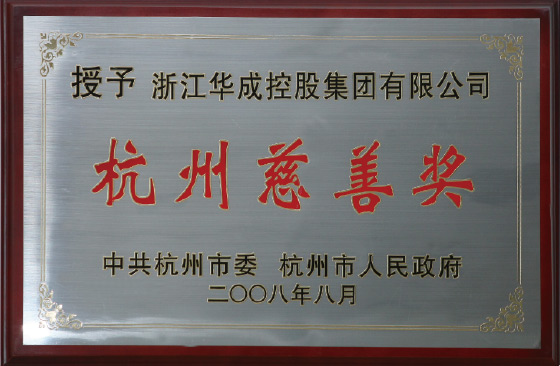 授予 浙江华成控股集团有限公司
杭州慈善奖
中共杭州市委 杭州市人民政府
二〇〇八年八月